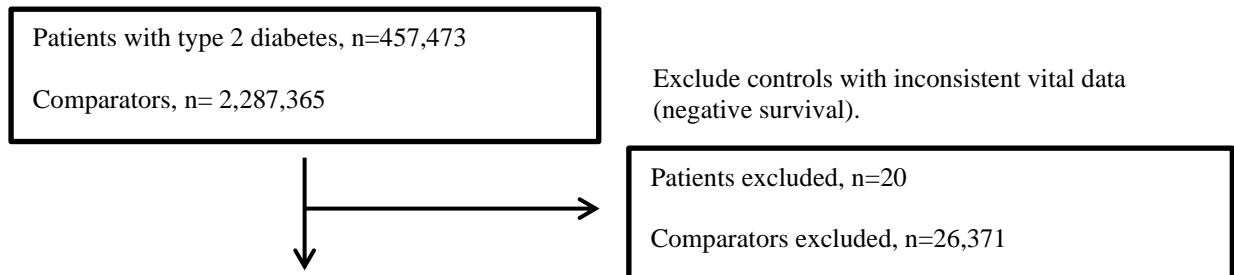 Patients with type 2 diabetes, n=457,473
Comparators, n= 2,287,365
Exclude controls with inconsistent vital data
(negative survival).
Patients excluded, n=20
Comparators excluded, n=26,371